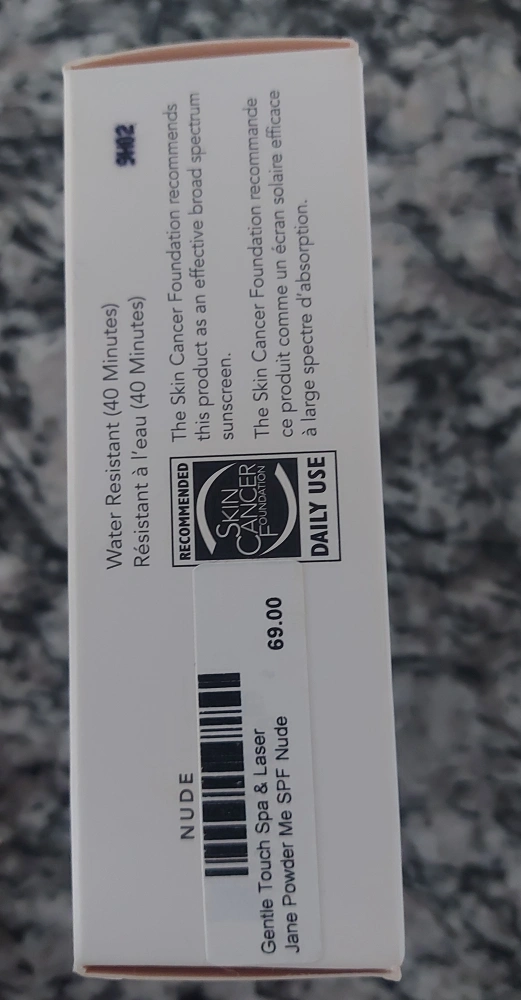 9H02
Water Resistant (40 Minutes)
Résistant à l'eau (40 Minutes)
RECOMMENDED
SKIN
CANCER
FOUNDATION
DAILY USE
The Skin Cancer Foundation recommends
this product as an effective broad spectrum
sunscreen.
The Skin Cancer Foundation recommande
ce produit comme un écran solaire efficace
à large spectre d'absorption.
NUDE
69.00
Gentle Touch Spa & Laser
Jane Powder Me SPF Nude